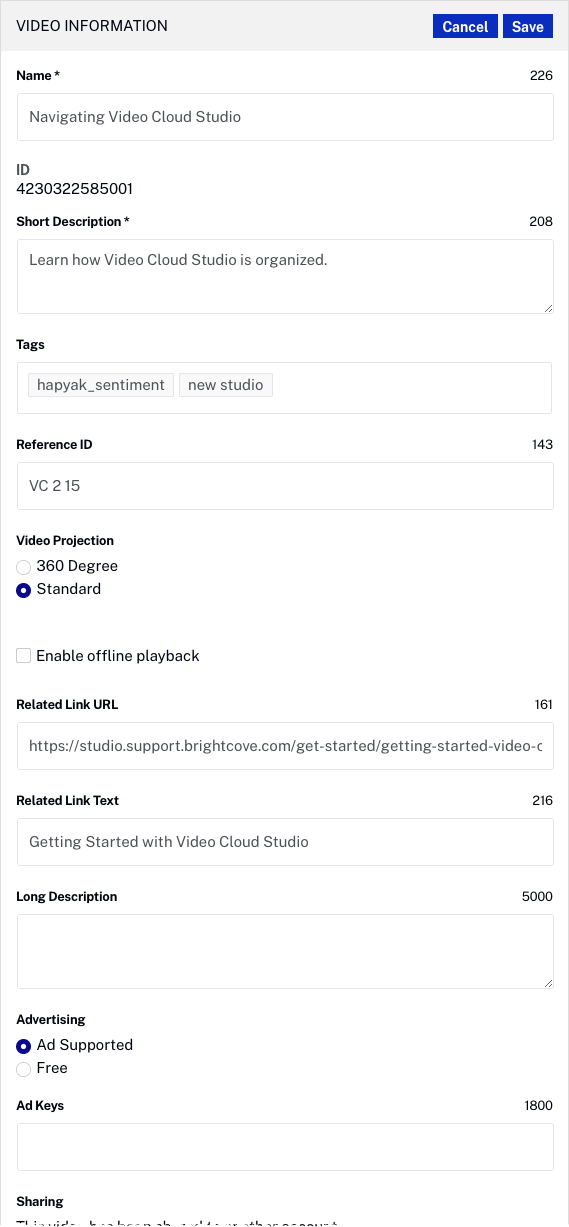 VIDEO INFORMATION Cancel Save
Name * 226
Navigating Video Cloud Studio
ID
4230322585001
Short Description * 208
Learn how Video Cloud Studio is organized.
Tags
hapyak_sentiment new studio
Reference ID 143
VC 2 15
Video Projection
360 Degree
Standard
Enable offline playback
Related Link URL 161
https://studio.support.brightcove.com/get-started/getting-started-video-c
Related Link Text 216
Getting Started with Video Cloud Studio
Long Description 5000
Advertising
Ad Supported
Free
Ad Keys 1800
Sharing